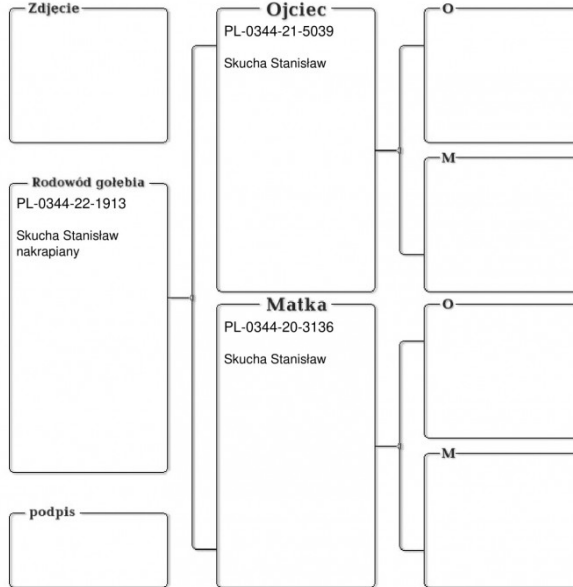 Zdjęcie
Rodowód gołębia
PL-0344-22-1913
Skucha Stanisław
nakrapiany
podpis
Ojciec
PL-0344-21-5039
Skucha Stanisław
Matka
PL-0344-20-3136
Skucha Stanisław
O
M
O
M